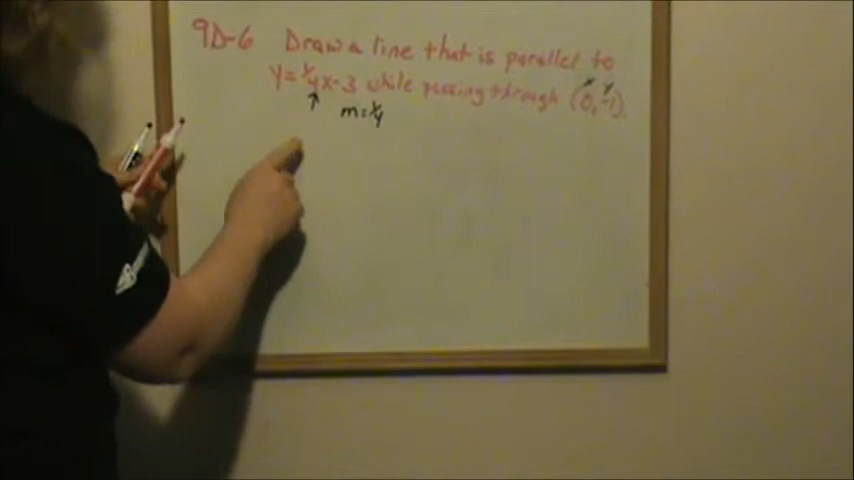 9D-6 Draw a line that is parallel to
y = 1/4x - 3 while passing through (0, -1).
x y
m = 1/4